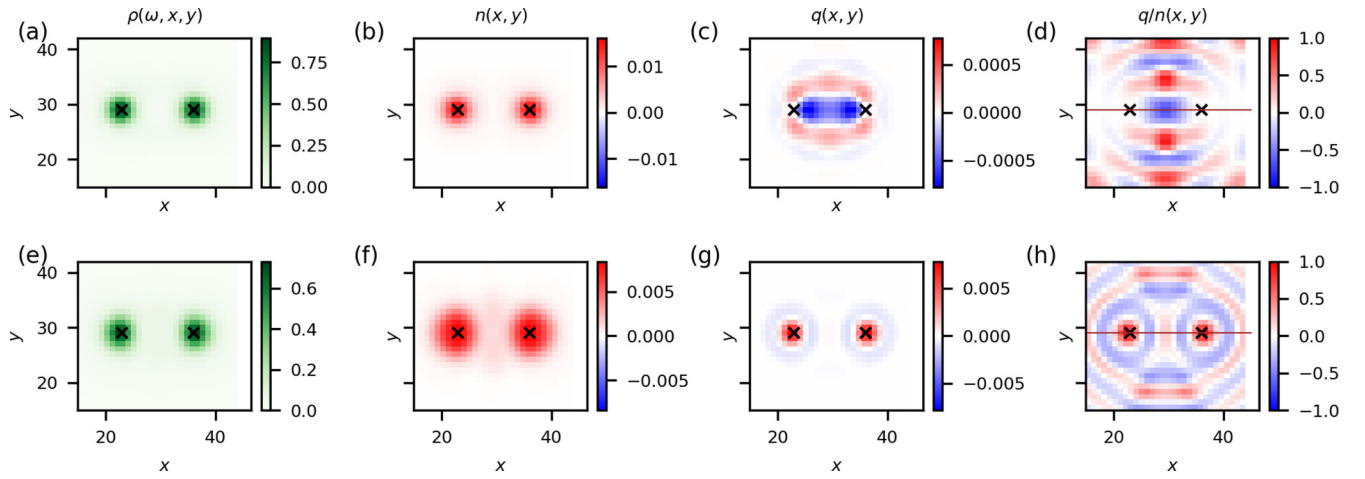 ρ(ω, x, y) n(x, y) q(x, y) q/n(x, y)
(a) (b) (c) (d)
40 30 20 y x 0.75 0.50 0.25 0.00
y x 0.01 0.00 −0.01
y x 0.0005 0.0000 −0.0005
y x 1.0 0.5 0.0 −0.5 −1.0
(e) (f) (g) (h)
40 30 20 y 20 40 x 0.6 0.4 0.2 0.0
y 20 40 x 0.005 0.000 −0.005
y 20 40 x 0.005 0.000 −0.005
y 20 40 x 1.0 0.5 0.0 −0.5 −1.0